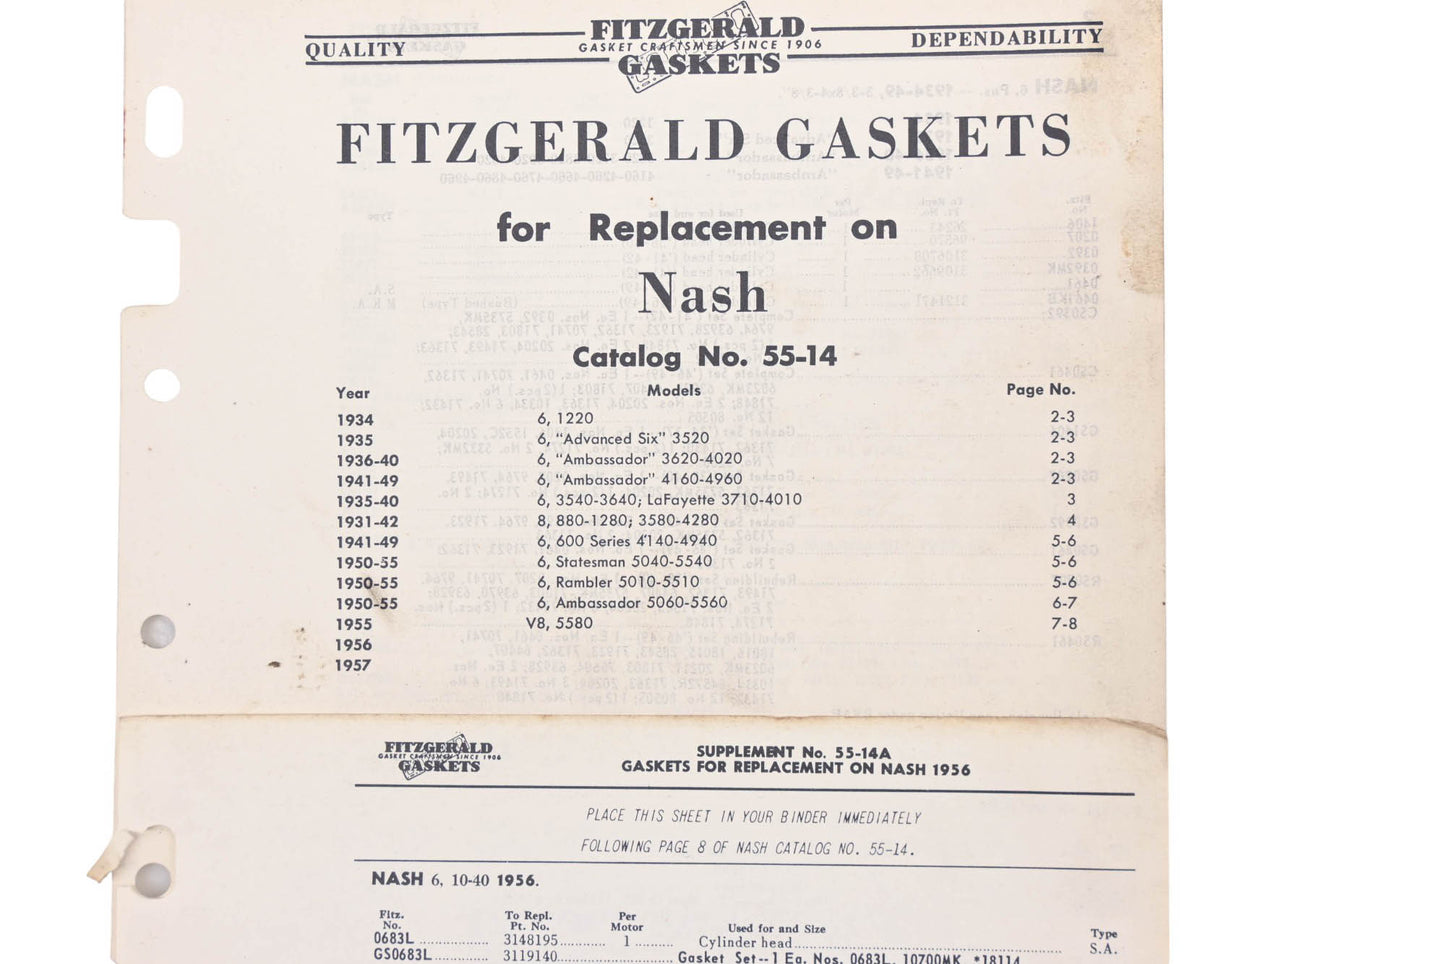 QUALITY
FITZGERALD
GASKET CRAFTSMEN SINCE 1906
GASKETS
DEPENDABILITY
FITZGERALD GASKETS
for Replacement on
Nash
Catalog No. 55-14
Year Models Page No.
1934 6, 1220 2-3
1935 6, "Advanced Six" 3520 2-3
1936-40 6, "Ambassador" 3620-4020 2-3
1941-49 6, "Ambassador" 4160-4960 2-3
1935-40 6, 3540-3640; LaFayette 3710-4010 3
1931-42 8, 880-1280; 3580-4280 4
1941-49 6, 600 Series 4140-4940 5-6
1950-55 6, Statesman 5040-5540 5-6
1950-55 6, Rambler 5010-5510 5-6
1950-55 6, Ambassador 5060-5560 6-7
1955 V8, 5580 7-8
1956
1957
FITZGERALD
GASKET CRAFTSMEN SINCE 1906
GASKETS
SUPPLEMENT No. 55-14A
GASKETS FOR REPLACEMENT ON NASH 1956
PLACE THIS SHEET IN YOUR BINDER IMMEDIATELY
FOLLOWING PAGE 8 OF NASH CATALOG NO. 55-14.
NASH 6, 10-40 1956.
Fitz. No. To Repl. Pt. No. Per Motor Used for and Size Type
0683L 3148195 1 Cylinder head S.A.
GS0683L 3119140 Gasket Set--1 Ea. Nos. 0683L, 10700MK, *18114